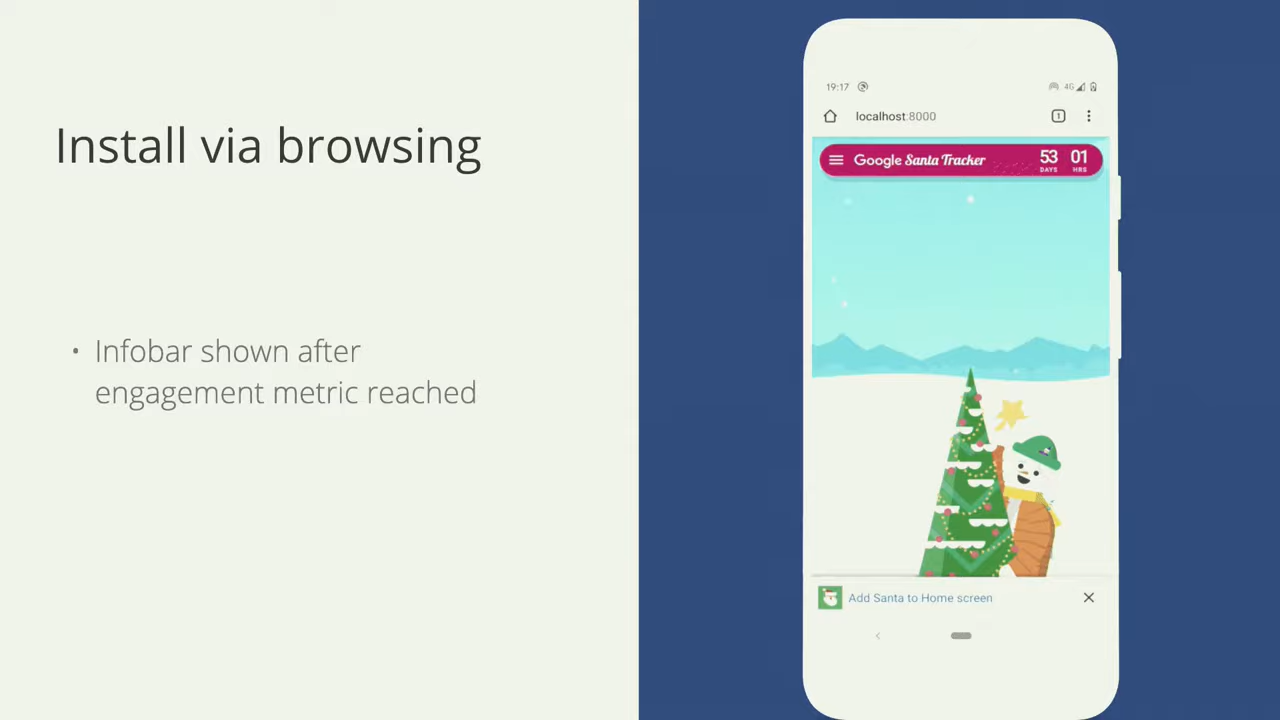 Install via browsing
• Infobar shown after
engagement metric reached
19:17 4G
localhost:8000 1
Google Santa Tracker 53 01
DAYS HRS
Add Santa to Home screen